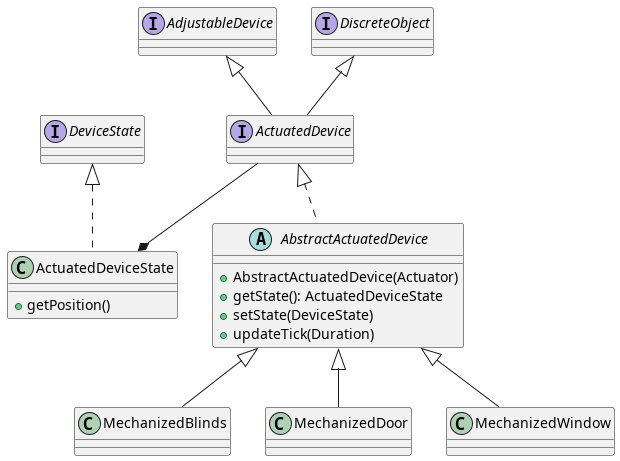 I AdjustableDevice
I DiscreteObject
I DeviceState
I ActuatedDevice
C ActuatedDeviceState
getPosition()
A AbstractActuatedDevice
AbstractActuatedDevice(Actuator)
getState(): ActuatedDeviceState
setState(DeviceState)
updateTick(Duration)
C MechanizedBlinds
C MechanizedDoor
C MechanizedWindow